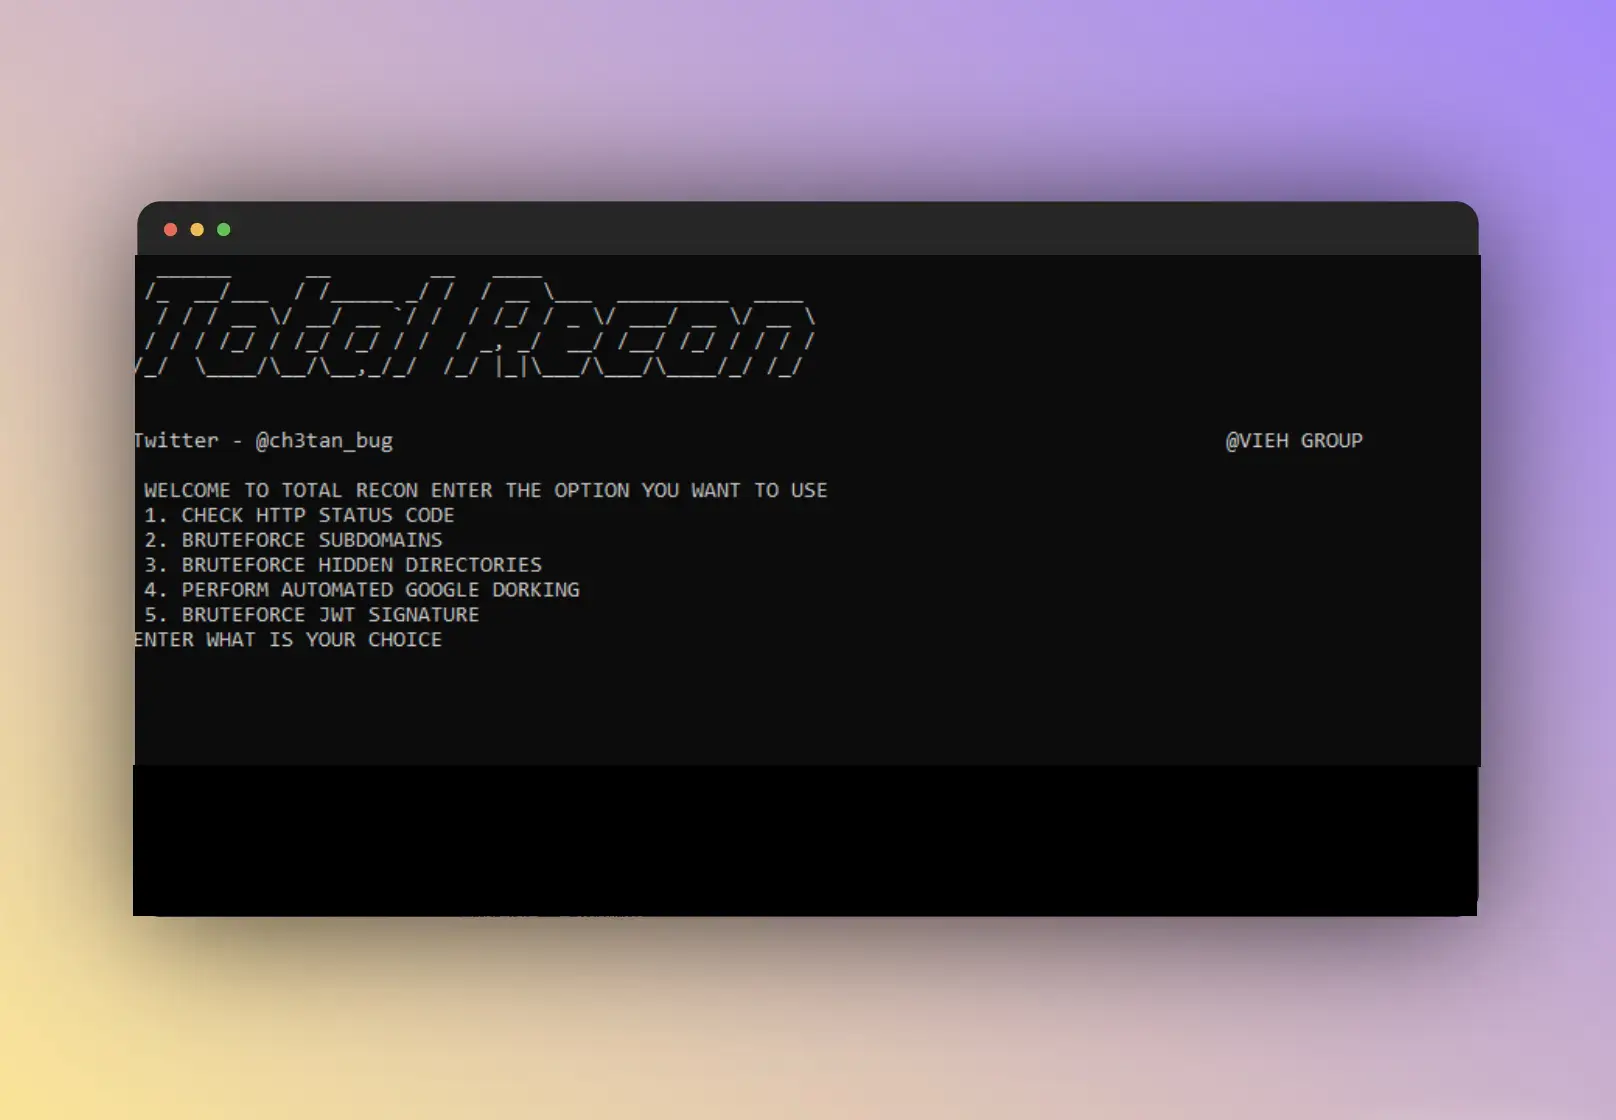 Total Recon
Twitter - @ch3tan_bug @VIEH GROUP
WELCOME TO TOTAL RECON ENTER THE OPTION YOU WANT TO USE
1. CHECK HTTP STATUS CODE
2. BRUTEFORCE SUBDOMAINS
3. BRUTEFORCE HIDDEN DIRECTORIES
4. PERFORM AUTOMATED GOOGLE DORKING
5. BRUTEFORCE JWT SIGNATURE
ENTER WHAT IS YOUR CHOICE